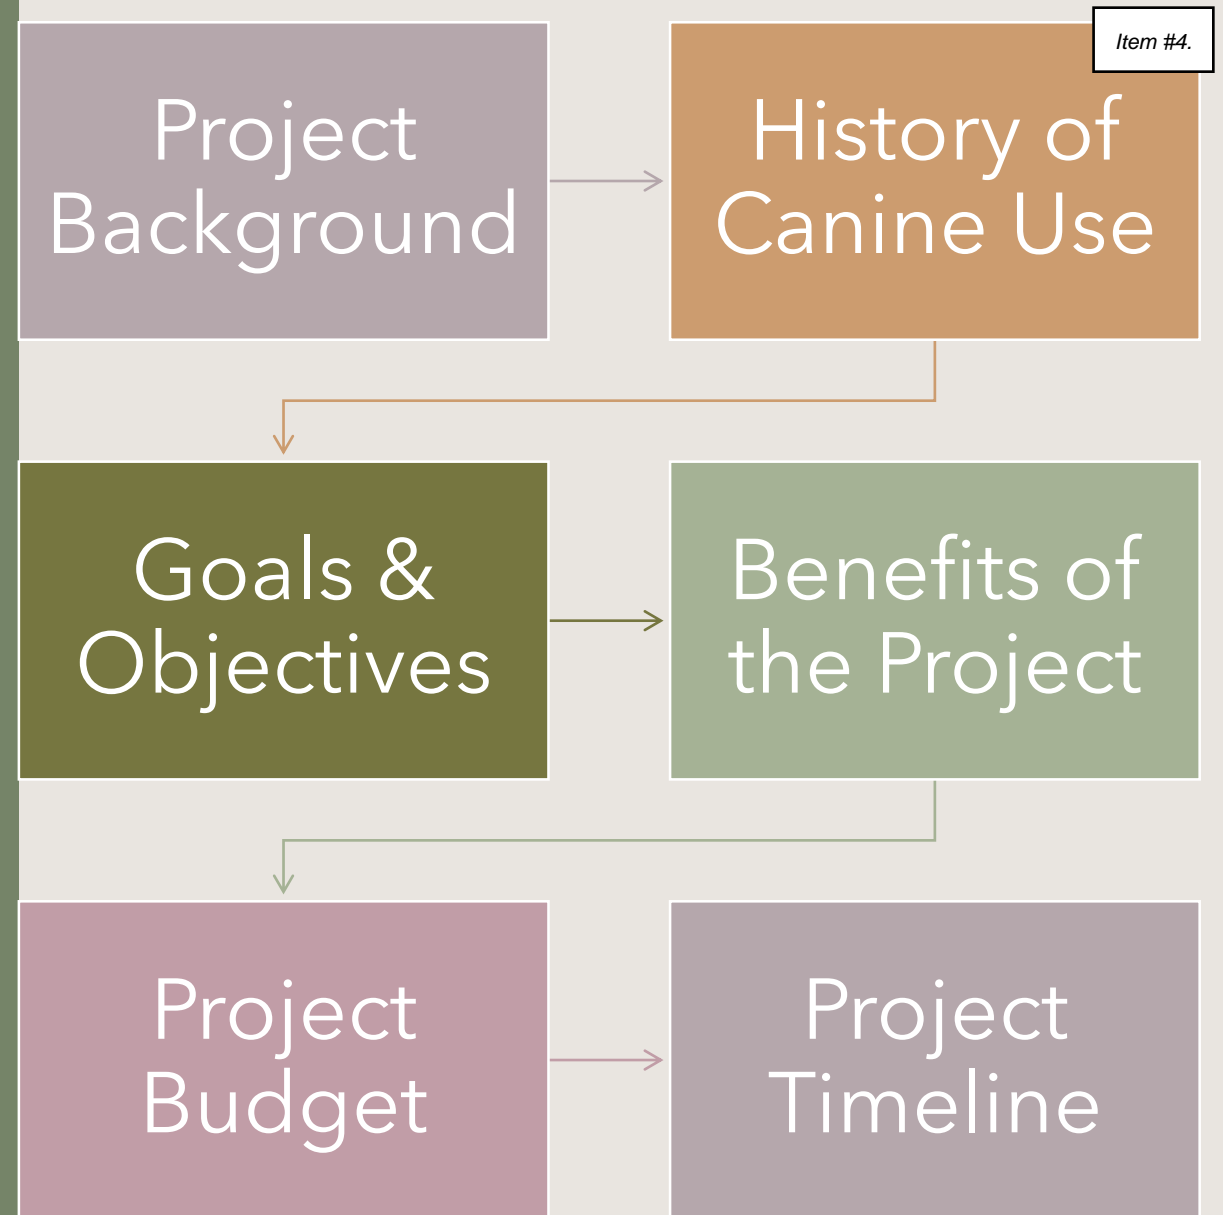 Item #4.
Project
Background
History of
Canine Use
Goals &
Objectives
Benefits of
the Project
Project
Budget
Project
Timeline